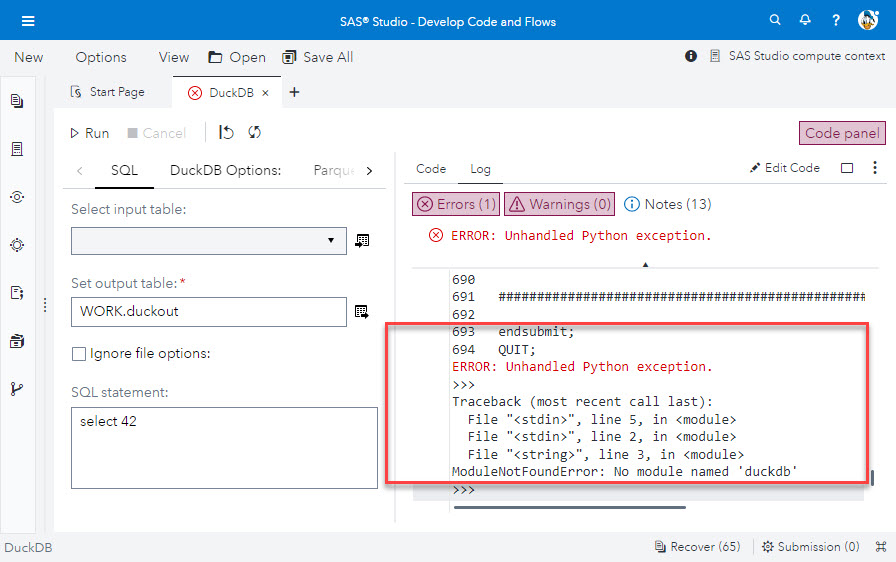 SAS® Studio - Develop Code and Flows
?
New Options View Open Save All SAS Studio compute context
Start Page DuckDB × +
Run Cancel Code panel
SQL DuckDB Options: Code Log Edit Code
Select input table:
Errors (1) Warnings (0) Notes (13)
ERROR: Unhandled Python exception.
Set output table: *
WORK.duckout
Ignore file options:
SQL statement:
select 42
690
691 ################################################
692
693 endsubmit;
694 QUIT;
ERROR: Unhandled Python exception.
>>>
Traceback (most recent call last):
File "<stdin>", line 5, in <module>
File "<stdin>", line 2, in <module>
File "<string>", line 3, in <module>
ModuleNotFoundError: No module named 'duckdb'
>>>
DuckDB Recover (65) Submission (0)